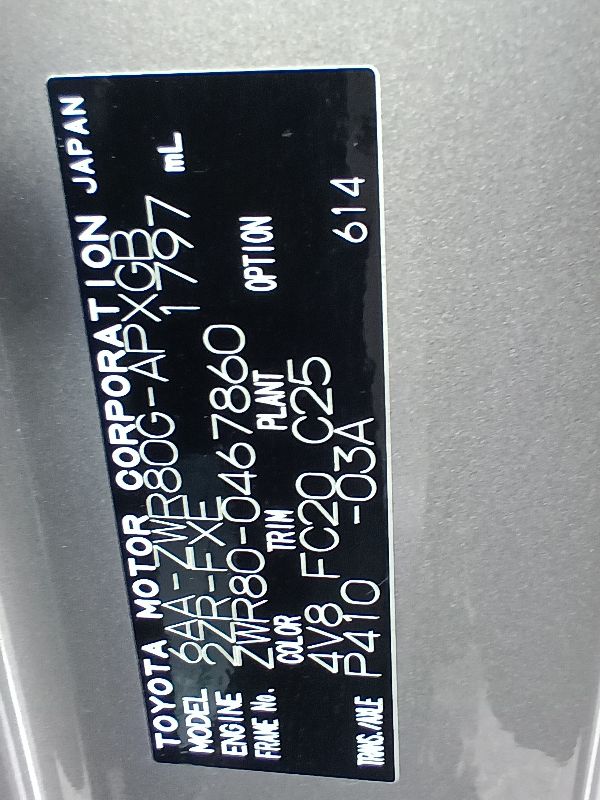 TOYOTA MOTOR CORPORATION JAPAN
MODEL 6AA-ZWR80G-APXGB
ENGINE 2ZR-FXE 1797 mL
FRAME No. ZWR80-0467860
COLOR TRIM PLANT OPTION
4V8 FC20 C25
TRANS./AXLE P410 -03A 614